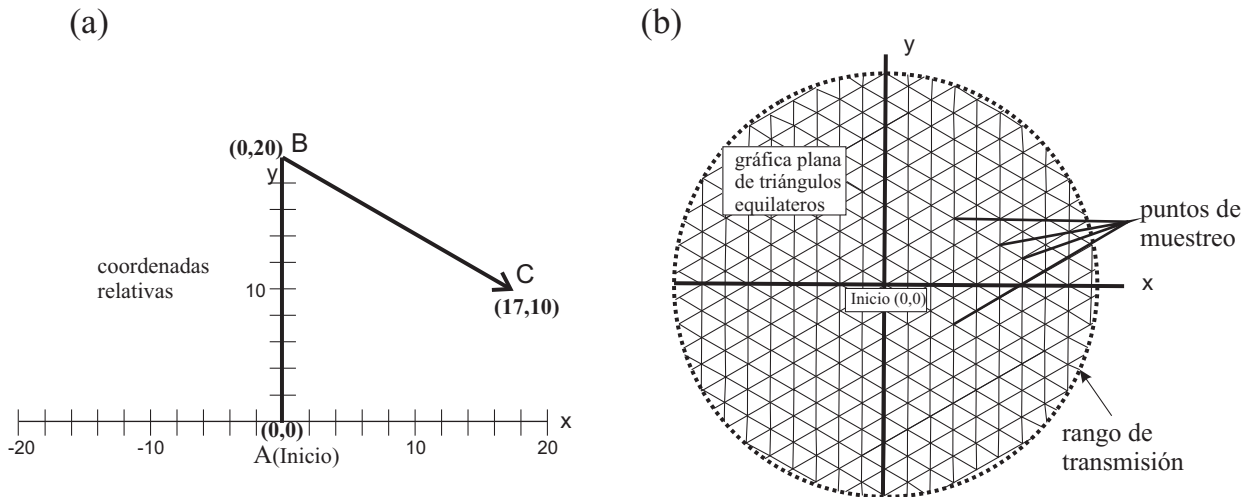 (a)
(0,20)
B
y
coordenadas
relativas
10
C
(17,10)
(0,0)
x
-20
-10
A(Inicio)
10
20
(b)
y
gráfica plana
de triángulos
equilateros
puntos de
muestreo
x
Inicio (0,0)
rango de
transmisión